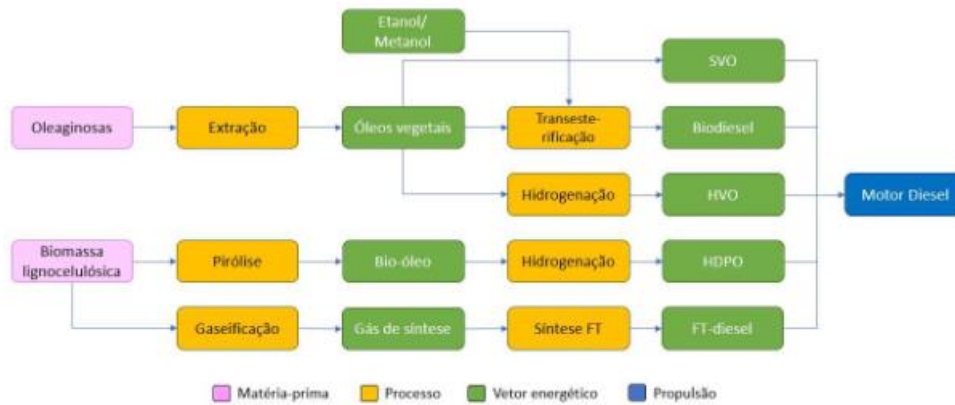 Etanol/
Metanol
SVO
Oleaginosas
Extração
Óleos vegetais
Transeste-
rificação
Biodiesel
Hidrogenação
HVO
Motor Diesel
Biomassa
lignocelulósica
Pirólise
Bio-óleo
Hidrogenação
HDPO
Gaseificação
Gás de síntese
Síntese FT
FT-diesel
Matéria-prima
Processo
Vetor energético
Propulsão